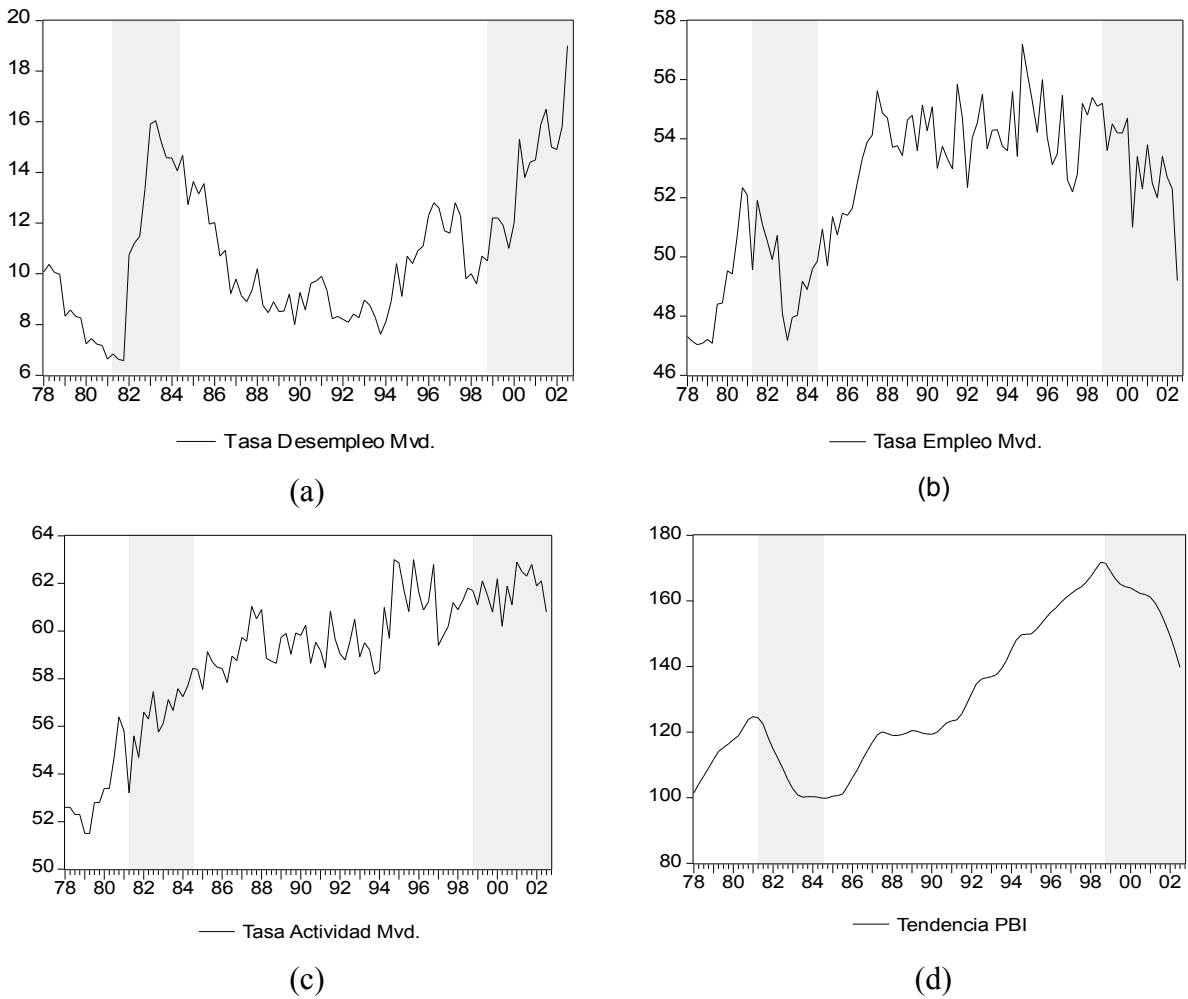 20
18
16
14
12
10
8
6
78 80 82 84 86 88 90 92 94 96 98 00 02
Tasa Desempleo Mvd.
(a)
58
56
54
52
50
48
46
78 80 82 84 86 88 90 92 94 96 98 00 02
Tasa Empleo Mvd.
(b)
64
62
60
58
56
54
52
50
78 80 82 84 86 88 90 92 94 96 98 00 02
Tasa Actividad Mvd.
(c)
180
160
140
120
100
80
78 80 82 84 86 88 90 92 94 96 98 00 02
Tendencia PBI
(d)